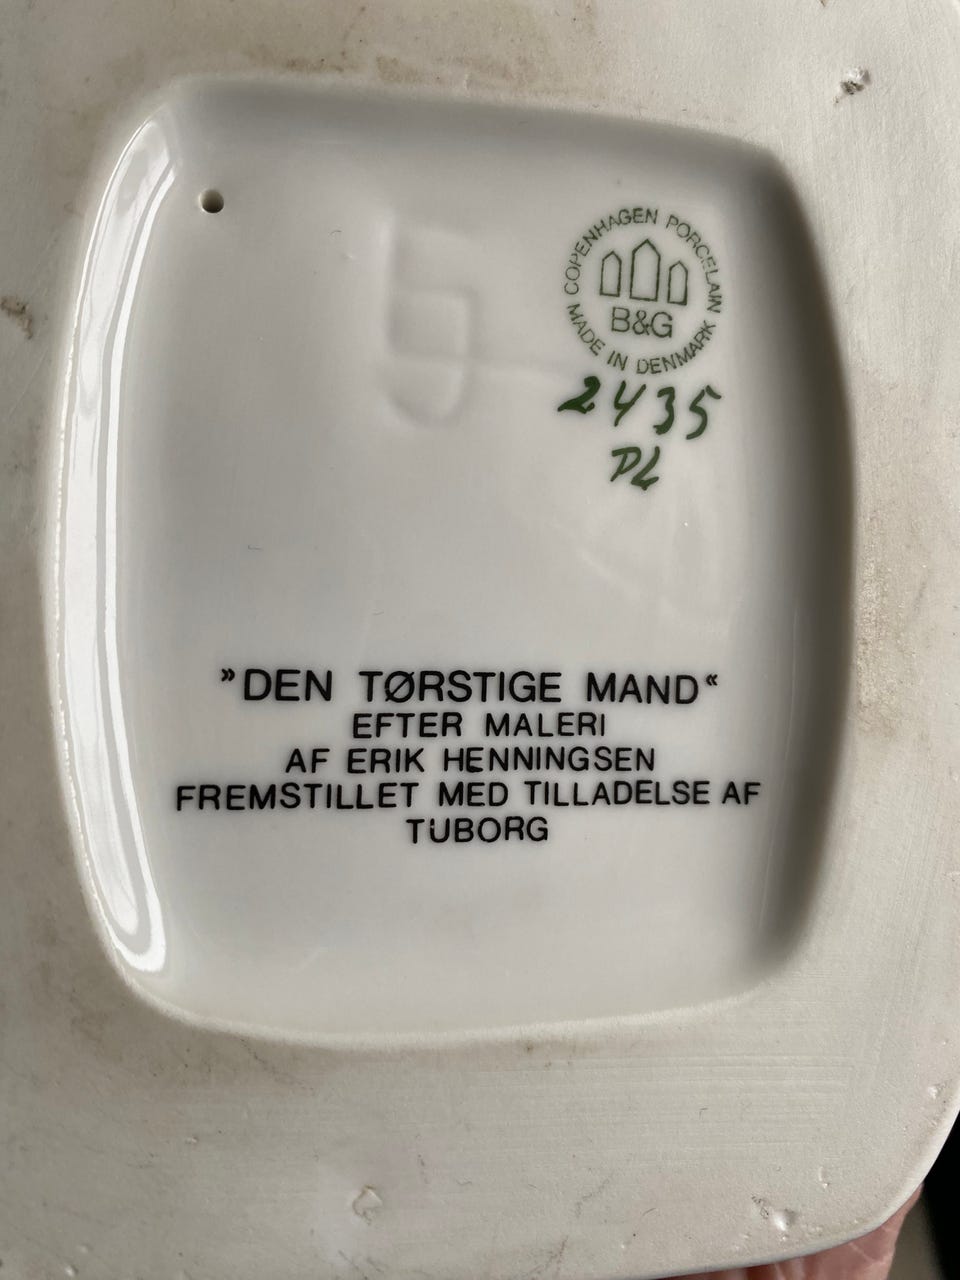 COPENHAGEN PORCELAIN
B&G
MADE IN DENMARK
2435
PL
»DEN TØRSTIGE MAND«
EFTER MALERI
AF ERIK HENNINGSEN
FREMSTILLET MED TILLADELSE AF
TUBORG